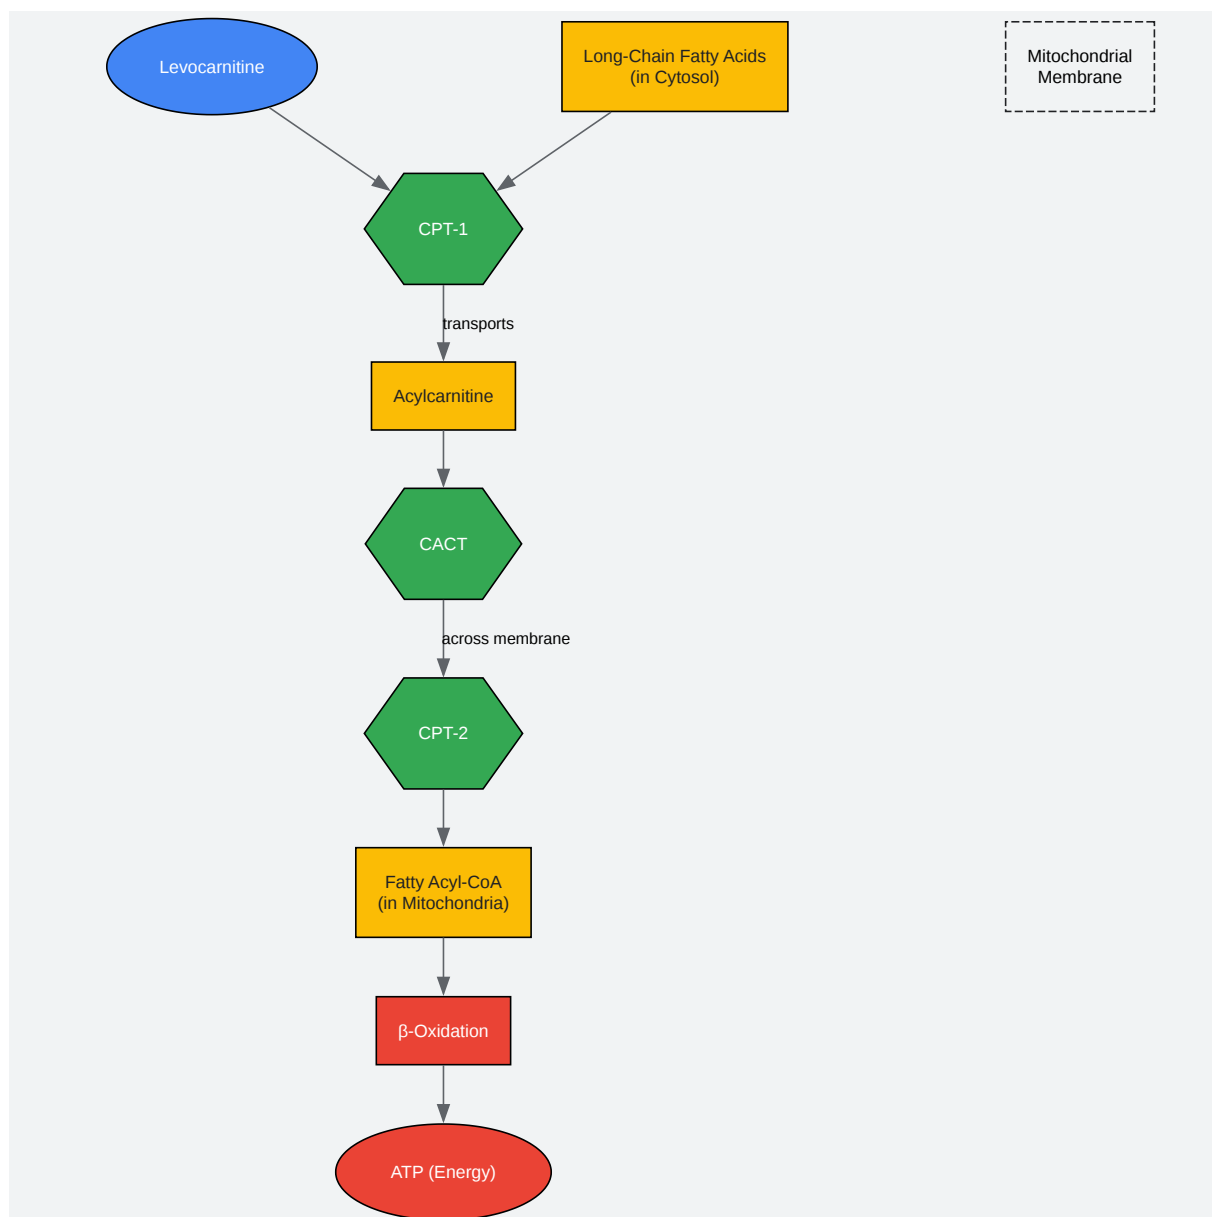 Levocarnitine
Long-Chain Fatty Acids
(in Cytosol)
Mitochondrial
Membrane
CPT-1
transports
Acylcarnitine
CACT
across membrane
CPT-2
Fatty Acyl-CoA
(in Mitochondria)
β-Oxidation
ATP (Energy)